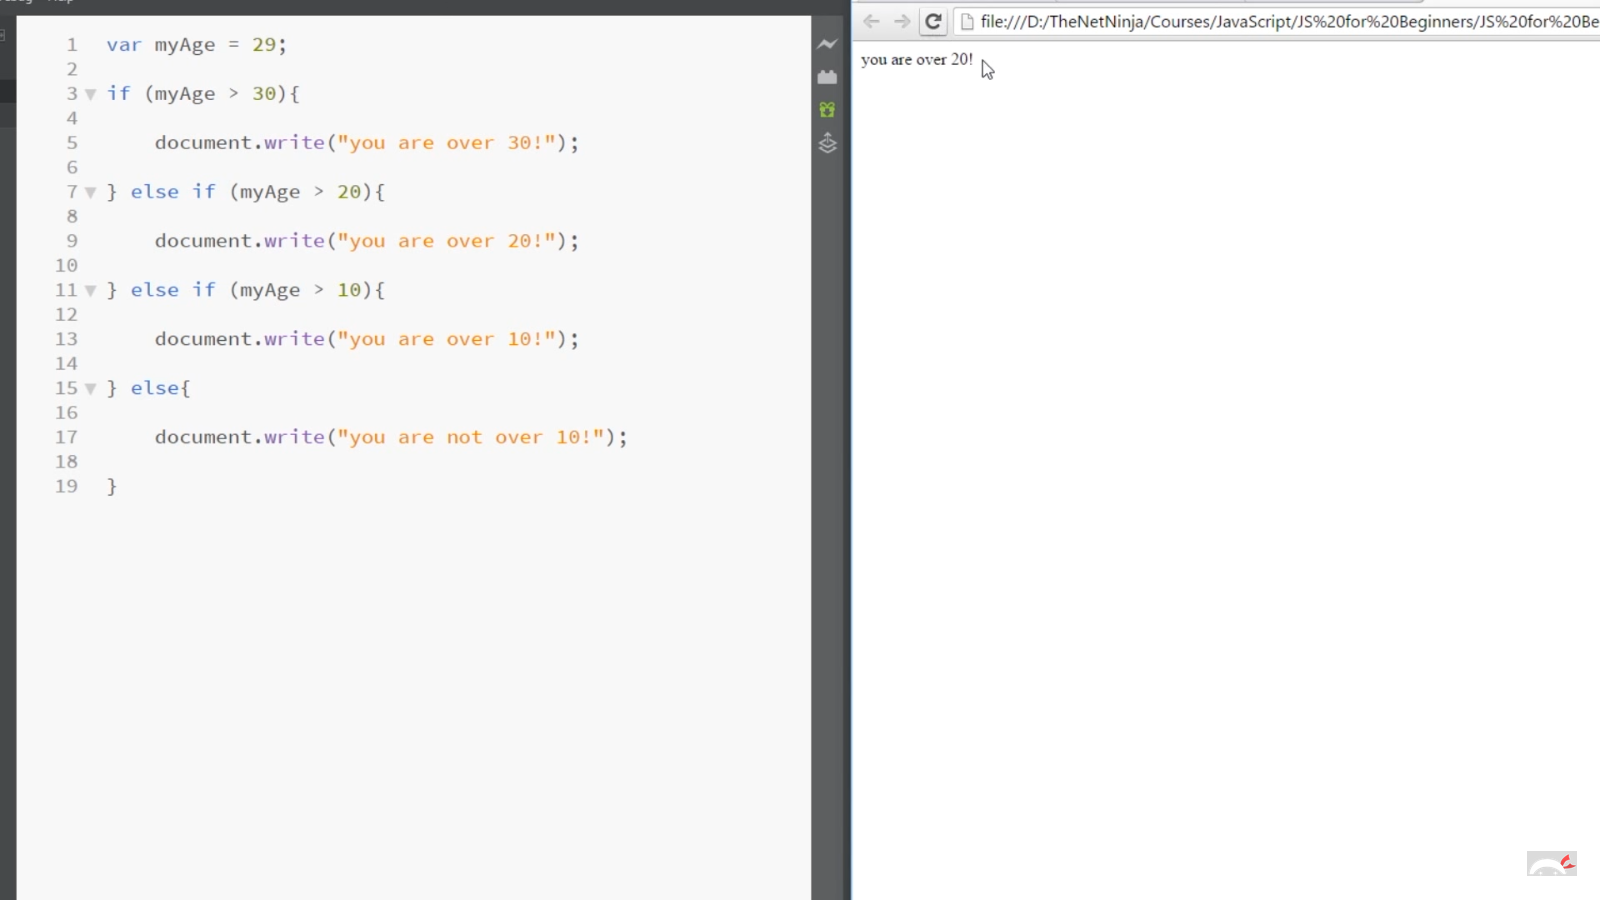 1 var myAge = 29;
2
3 if (myAge > 30){
4
5 document.write("you are over 30!");
6
7 } else if (myAge > 20){
8
9 document.write("you are over 20!");
10
11 } else if (myAge > 10){
12
13 document.write("you are over 10!");
14
15 } else{
16
17 document.write("you are not over 10!");
18
19 }
file:///D:/TheNetNinja/Courses/JavaScript/JS%20for%20Beginners/JS%20for%20Be
you are over 20!